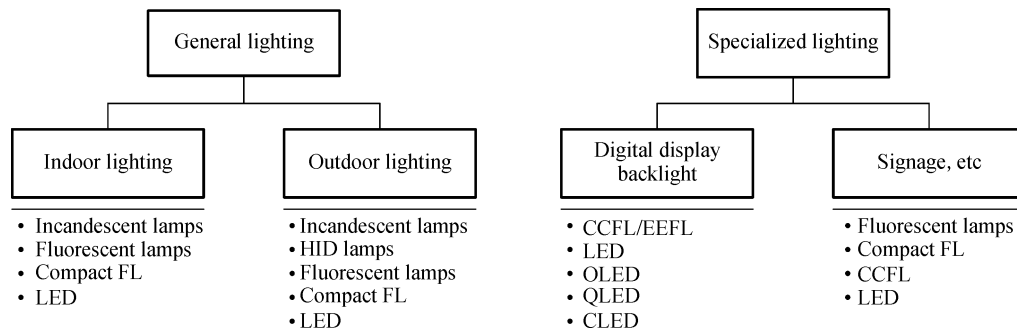 General lighting
Specialized lighting
Indoor lighting
Outdoor lighting
Digital display
backlight
Signage, etc
• Incandescent lamps
• Fluorescent lamps
• Compact FL
• LED
• Incandescent lamps
• HID lamps
• Fluorescent lamps
• Compact FL
• LED
• CCFL/EEFL
• LED
• OLED
• QLED
• CLED
• Fluorescent lamps
• Compact FL
• CCFL
• LED